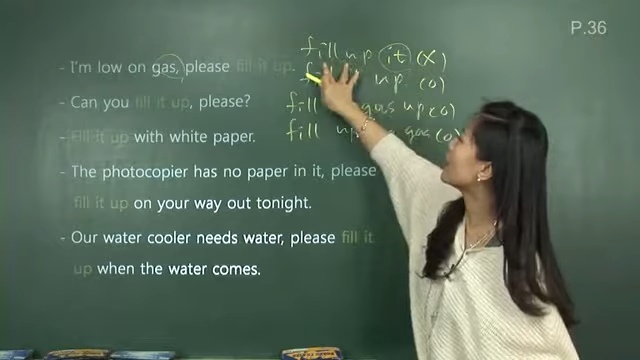 P.36
- I'm low on gas, please fill it up.
- Can you fill it up, please?
- Fill it up with white paper.
- The photocopier has no paper in it, please
fill it up on your way out tonight.
- Our water cooler needs water, please fill it
up when the water comes.
fill up it (X)
up (O)
fill gas up (O)
fill up gas (O)